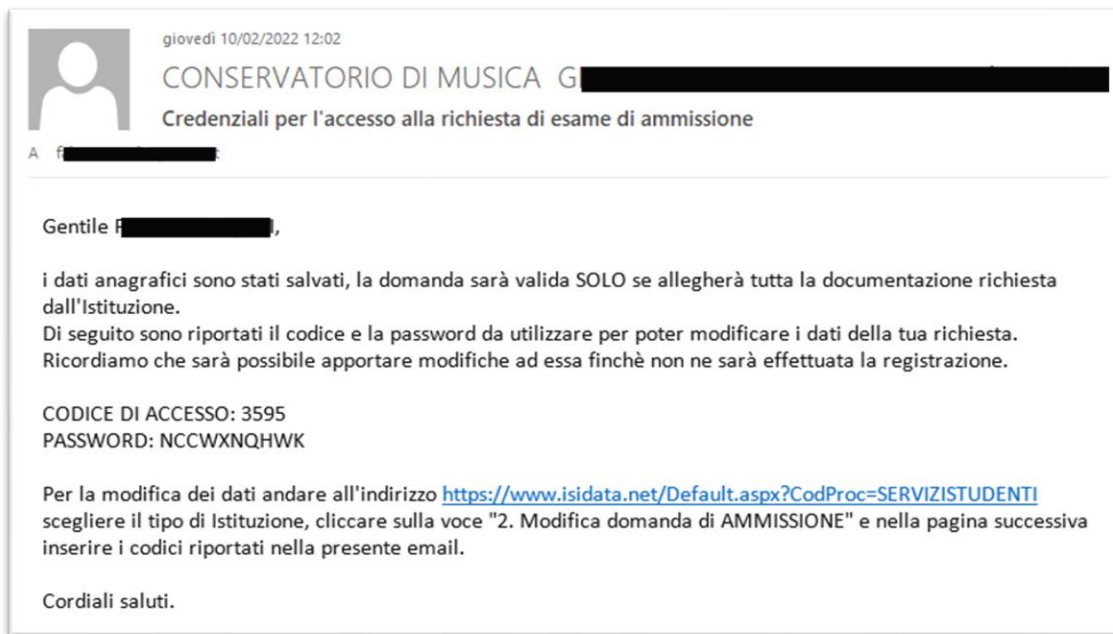 giovedì 10/02/2022 12:02
CONSERVATORIO DI MUSICA
Credenziali per l'accesso alla richiesta di esame di ammissione
A
Gentile
i dati anagrafici sono stati salvati, la domanda sarà valida SOLO se allegherà tutta la documentazione richiesta
dall'Istituzione.
Di seguito sono riportati il codice e la password da utilizzare per poter modificare i dati della tua richiesta.
Ricordiamo che sarà possibile apportare modifiche ad essa finchè non ne sarà effettuata la registrazione.
CODICE DI ACCESSO: 3595
PASSWORD: NCCWXNQHWK
Per la modifica dei dati andare all'indirizzo https://www.isidata.net/Default.aspx?CodProc=SERVIZISTUDENTI
scegliere il tipo di Istituzione, cliccare sulla voce "2. Modifica domanda di AMMISSIONE" e nella pagina successiva
inserire i codici riportati nella presente email.
Cordiali saluti.